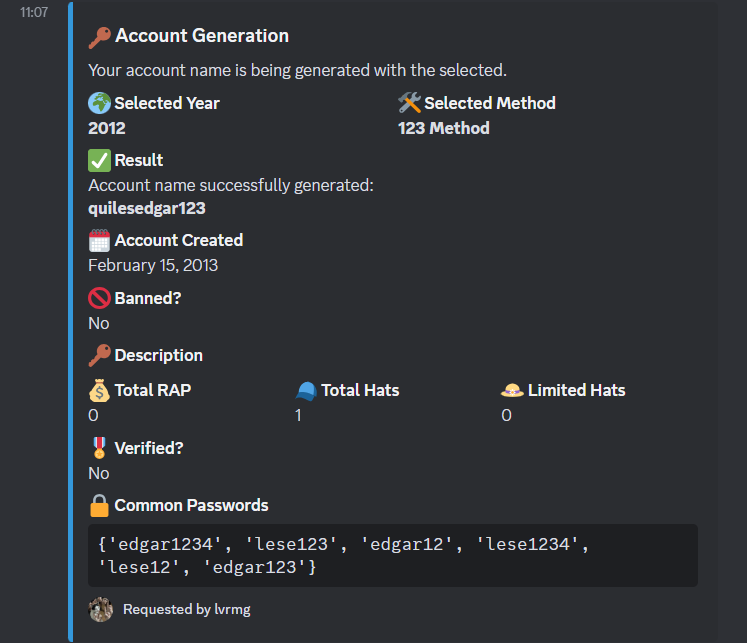 11:07
Account Generation
Your account name is being generated with the selected.
Selected Year Selected Method
2012 123 Method
Result
Account name successfully generated:
quilesedgar123
Account Created
February 15, 2013
Banned?
No
Description
Total RAP Total Hats Limited Hats
0 1 0
Verified?
No
Common Passwords
{'edgar1234', 'lese123', 'edgar12', 'lese1234',
'lese12', 'edgar123'}
Requested by lvrmg